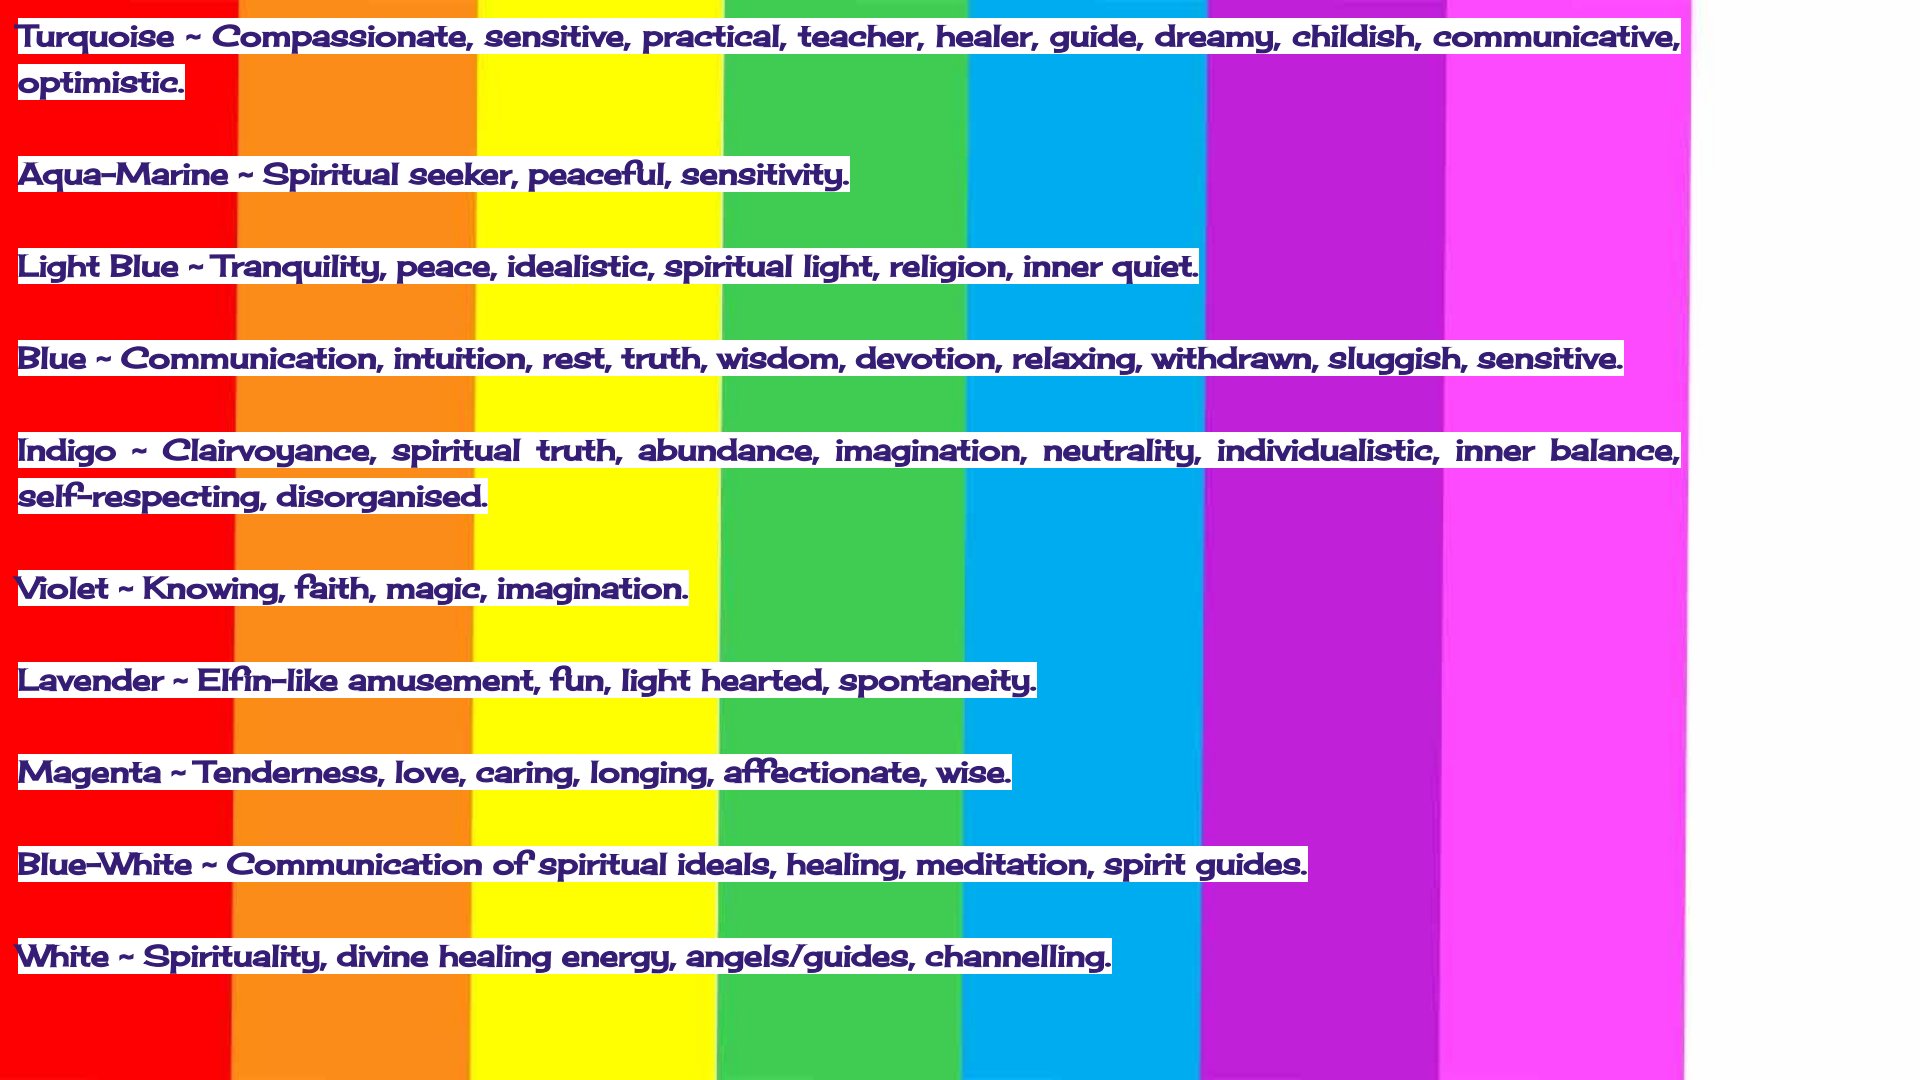 Turquoise ~ Compassionate, sensitive, practical, teacher, healer, guide, dreamy, childish, communicative,
optimistic.
Aqua-Marine ~ Spiritual seeker, peaceful, sensitivity.
Light Blue ~ Tranquility, peace, idealistic, spiritual light, religion, inner quiet.
Blue ~ Communication, intuition, rest, truth, wisdom, devotion, relaxing, withdrawn, sluggish, sensitive.
Indigo ~ Clairvoyance, spiritual truth, abundance, imagination, neutrality, individualistic, inner balance,
self-respecting, disorganised.
Violet ~ Knowing, faith, magic, imagination.
Lavender ~ Elfin-like amusement, fun, light hearted, spontaneity.
Magenta ~ Tenderness, love, caring, longing, affectionate, wise.
Blue-White ~ Communication of spiritual ideals, healing, meditation, spirit guides.
White ~ Spirituality, divine healing energy, angels/guides, channelling.